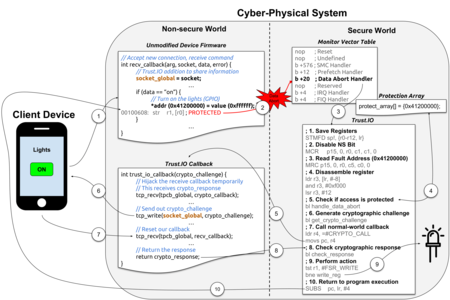 Cyber-Physical System
Non-secure World
Secure World
Unmodified Device Firmware
// Accept new connection, receive command
int recv_callback(arg, socket, data, error) {
// Trust.IO addition to share information
socket_global = socket;
...
if (data == "on") {
// Turn on the lights (GPIO)
*addr (0x41200000) = value (0xffffff);
00100608: str r1, [r0] ; PROTECTED
}
...
}
Monitor Vector Table
nop ; Reset
nop ; Undefined
b +576 ; SMC Handler
b +12 ; Prefetch Handler
b +20 ; Data Abort Handler
nop ; Reserved
b +4 ; IRQ Handler
b +4 ; FIQ Handler
Protection Array
protect_array[] = {0x41200000};
Client Device
Lights
ON
Trust.IO Callback
int trust_io_callback(crypto_challenge) {
// Hijack the receive callback temporarily
// This receives crypto_response
tcp_recv(tpcb_global, crypto_callback);
...
// Send out crypto_challenge
tcp_write(socket_global, crypto_challenge);
...
// Reset our callback
tcp_recv(tpcb_global, recv_callback);
...
// Return the response
return crypto_response;
}
Trust.IO
; 1. Save Registers
STMFD sp!, {r0-r12, lr}
; 2. Disable NS Bit
MCR p15, 0, r0, c1, c1, 0
; 3. Read Fault Address (0x41200000)
MRC p15, 0, r0, c5, c0, 0
; 4. Disassemble register
ldr r3, [lr, #-8]
and r3, #0xf000
lsr r3, #12
; 5. Check if access is protected
bl handle_data_abort
; 6. Generate cryptographic challenge
bl get_crypto_challenge
; 7. Call normal-world callback
ldr r4, =#CRYPTO_CALL
movs pc, r4
; 8. Check cryptographic response
bl check_response
; 9. Perform action
tst r1, #FSR_WRITE
bne write_reg
; 10. Return to program execution
SUBS pc, lr, #4
1
2
3
4
5
6
7
8
9
10